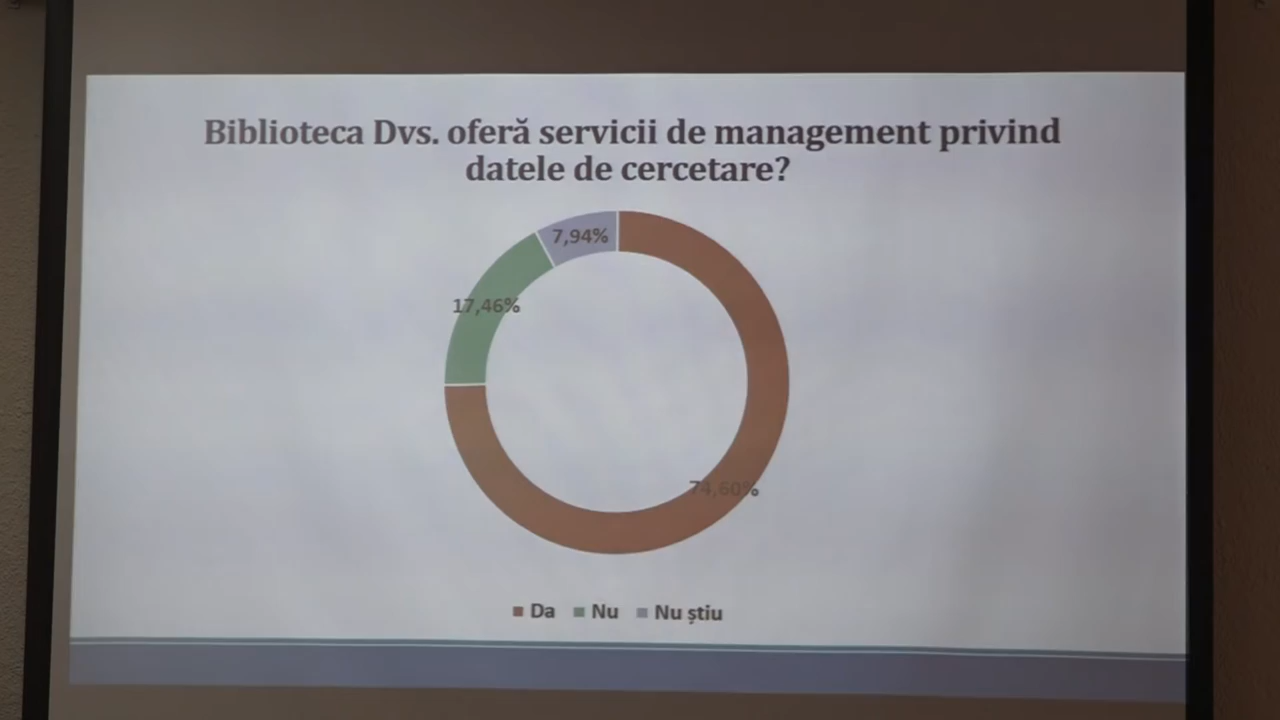 Biblioteca Dvs. oferă servicii de management privind
datele de cercetare?
7,94%
17,46%
74,60%
Da Nu Nu știu